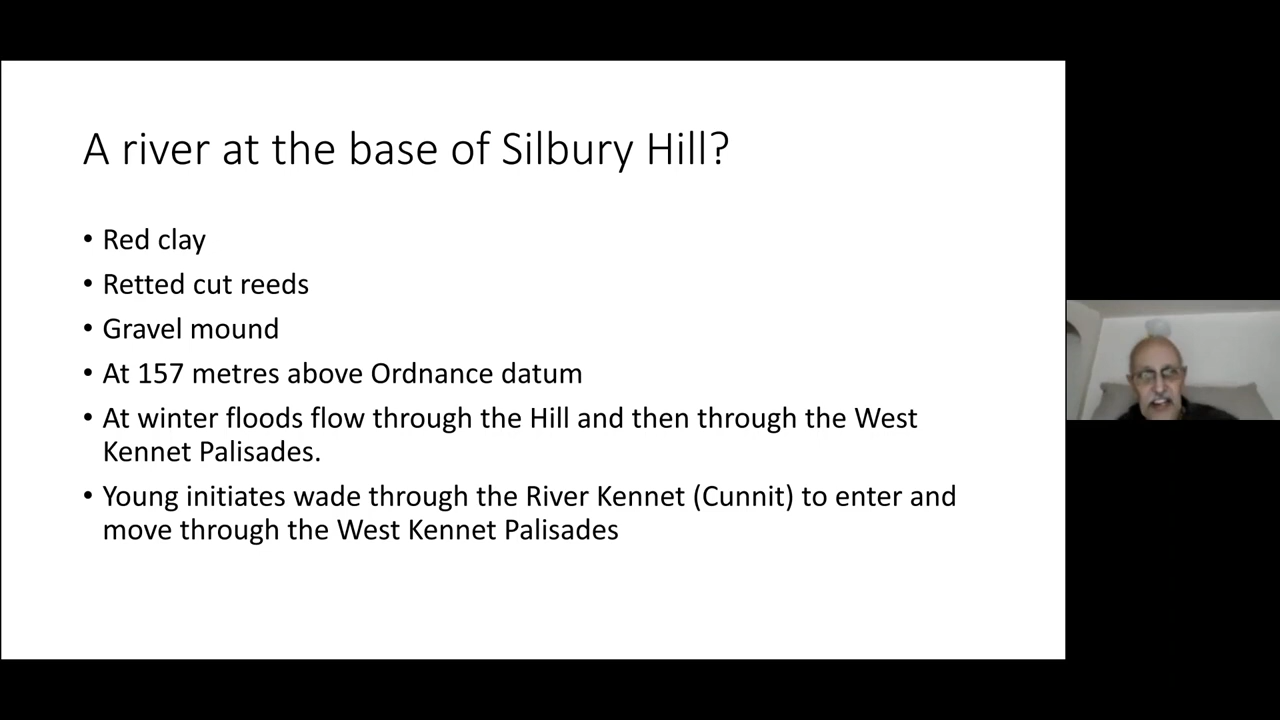 A river at the base of Silbury Hill?
• Red clay
• Retted cut reeds
• Gravel mound
• At 157 metres above Ordnance datum
• At winter floods flow through the Hill and then through the West
Kennet Palisades.
• Young initiates wade through the River Kennet (Cunnit) to enter and
move through the West Kennet Palisades